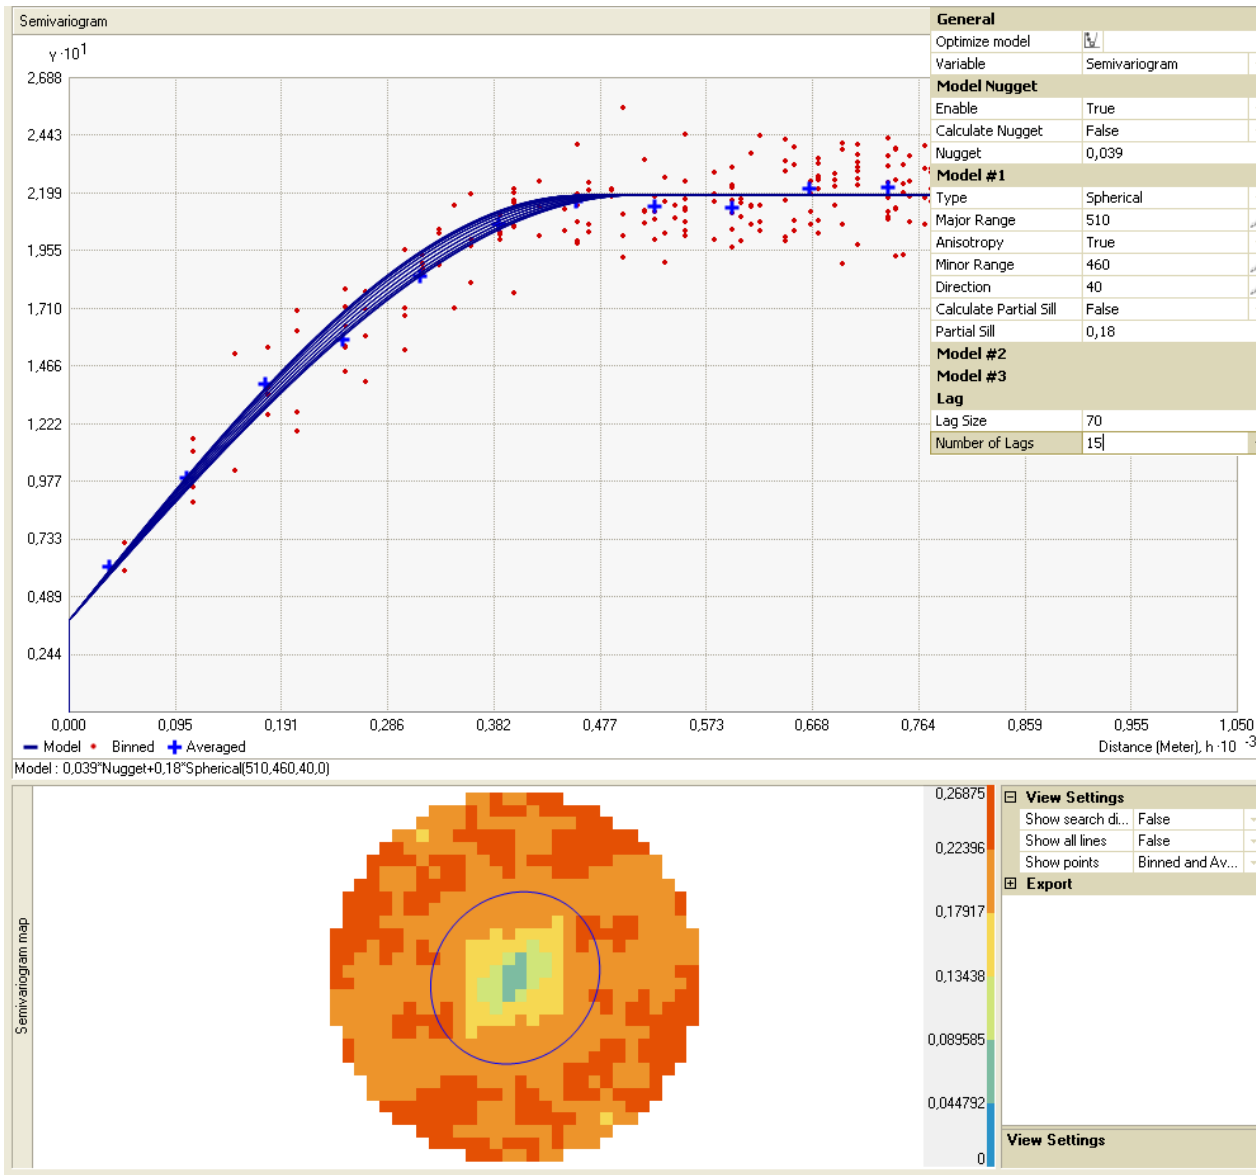 Semivariogram
γ·10¹
2,688
2,443
2,199
1,955
1,710
1,466
1,222
0,977
0,733
0,489
0,244
0,000 0,095 0,191 0,286 0,382 0,477 0,573 0,668 0,764 0,859 0,955 1,050
Distance (Meter), h·10⁻³
Model Binned Averaged
Model : 0,039*Nugget+0,18*Spherical(510,460,40,0)
General
Optimize model
Variable Semivariogram
Model Nugget
Enable True
Calculate Nugget False
Nugget 0,039
Model #1
Type Spherical
Major Range 510
Anisotropy True
Minor Range 460
Direction 40
Calculate Partial Sill False
Partial Sill 0,18
Model #2
Model #3
Lag
Lag Size 70
Number of Lags 15
Semivariogram map
0,26875
0,22396
0,17917
0,13438
0,089585
0,044792
0
View Settings
Show search di... False
Show all lines False
Show points Binned and Av...
Export
View Settings